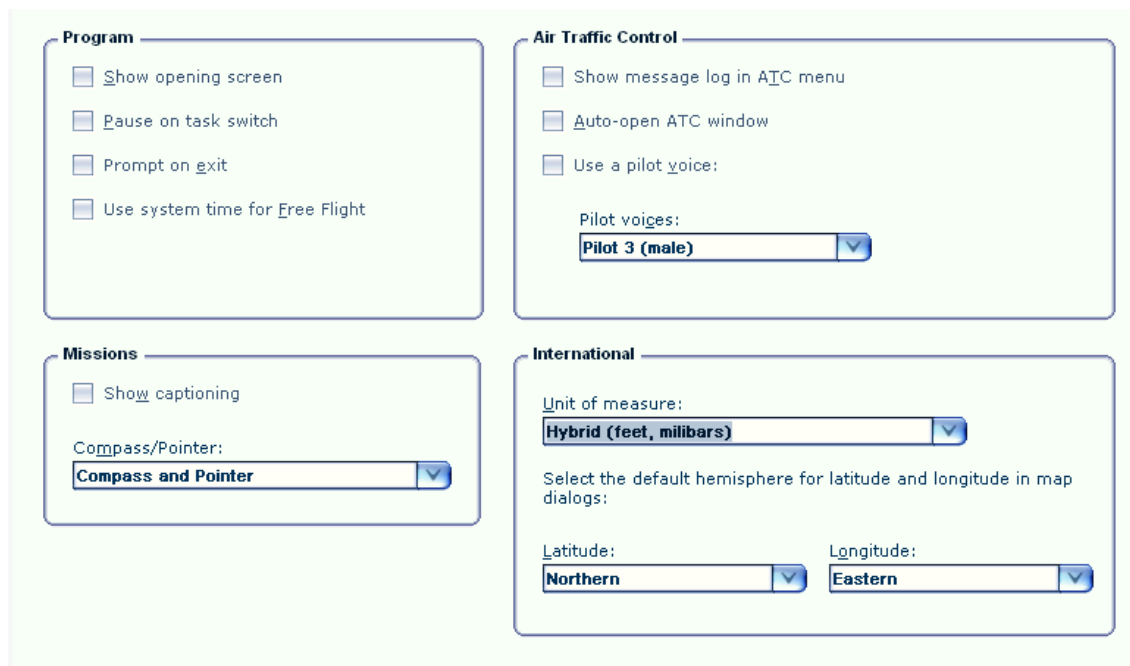 Program
Show opening screen
Pause on task switch
Prompt on exit
Use system time for Free Flight
Air Traffic Control
Show message log in ATC menu
Auto-open ATC window
Use a pilot voice:
Pilot voices:
Pilot 3 (male)
Missions
Show captioning
Compass/Pointer:
Compass and Pointer
International
Unit of measure:
Hybrid (feet, milibars)
Select the default hemisphere for latitude and longitude in map
dialogs:
Latitude:
Northern
Longitude:
Eastern